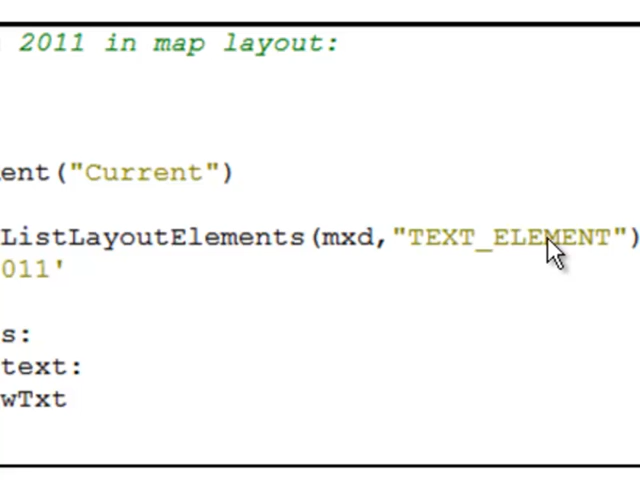 2011 in map layout:
ent("Current")
ListLayoutElements(mxd,"TEXT_ELEMENT")
011'
s:
text:
wTxt